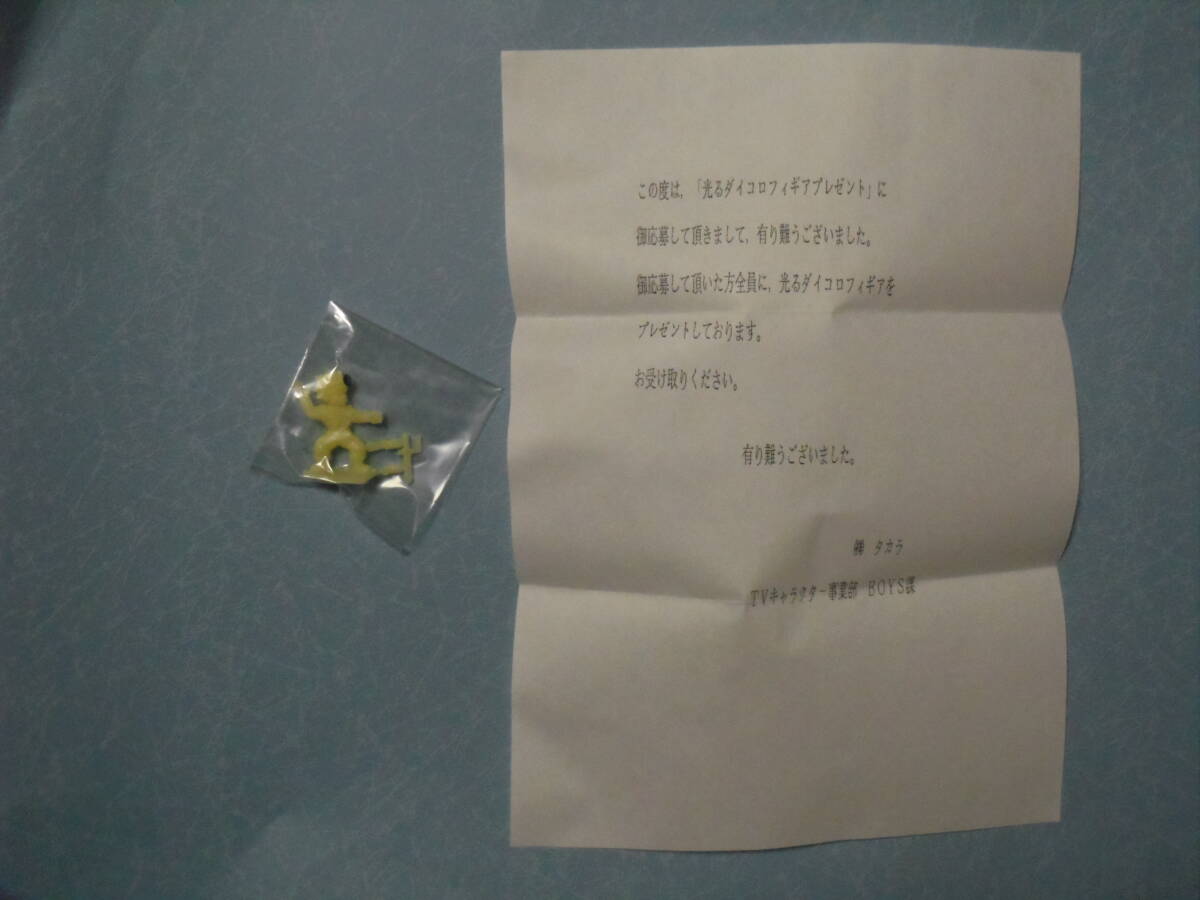 この度は，「光るダイコロフィギアプレゼント」に
御応募して頂きまして，有り難うございました。
御応募して頂いた方全員に，光るダイコロフィギアを
プレゼントしております。
お受け取りください。
有り難うございました。
㈱　タカラ
ＴＶキャラクター事業部　ＢＯＹＳ課